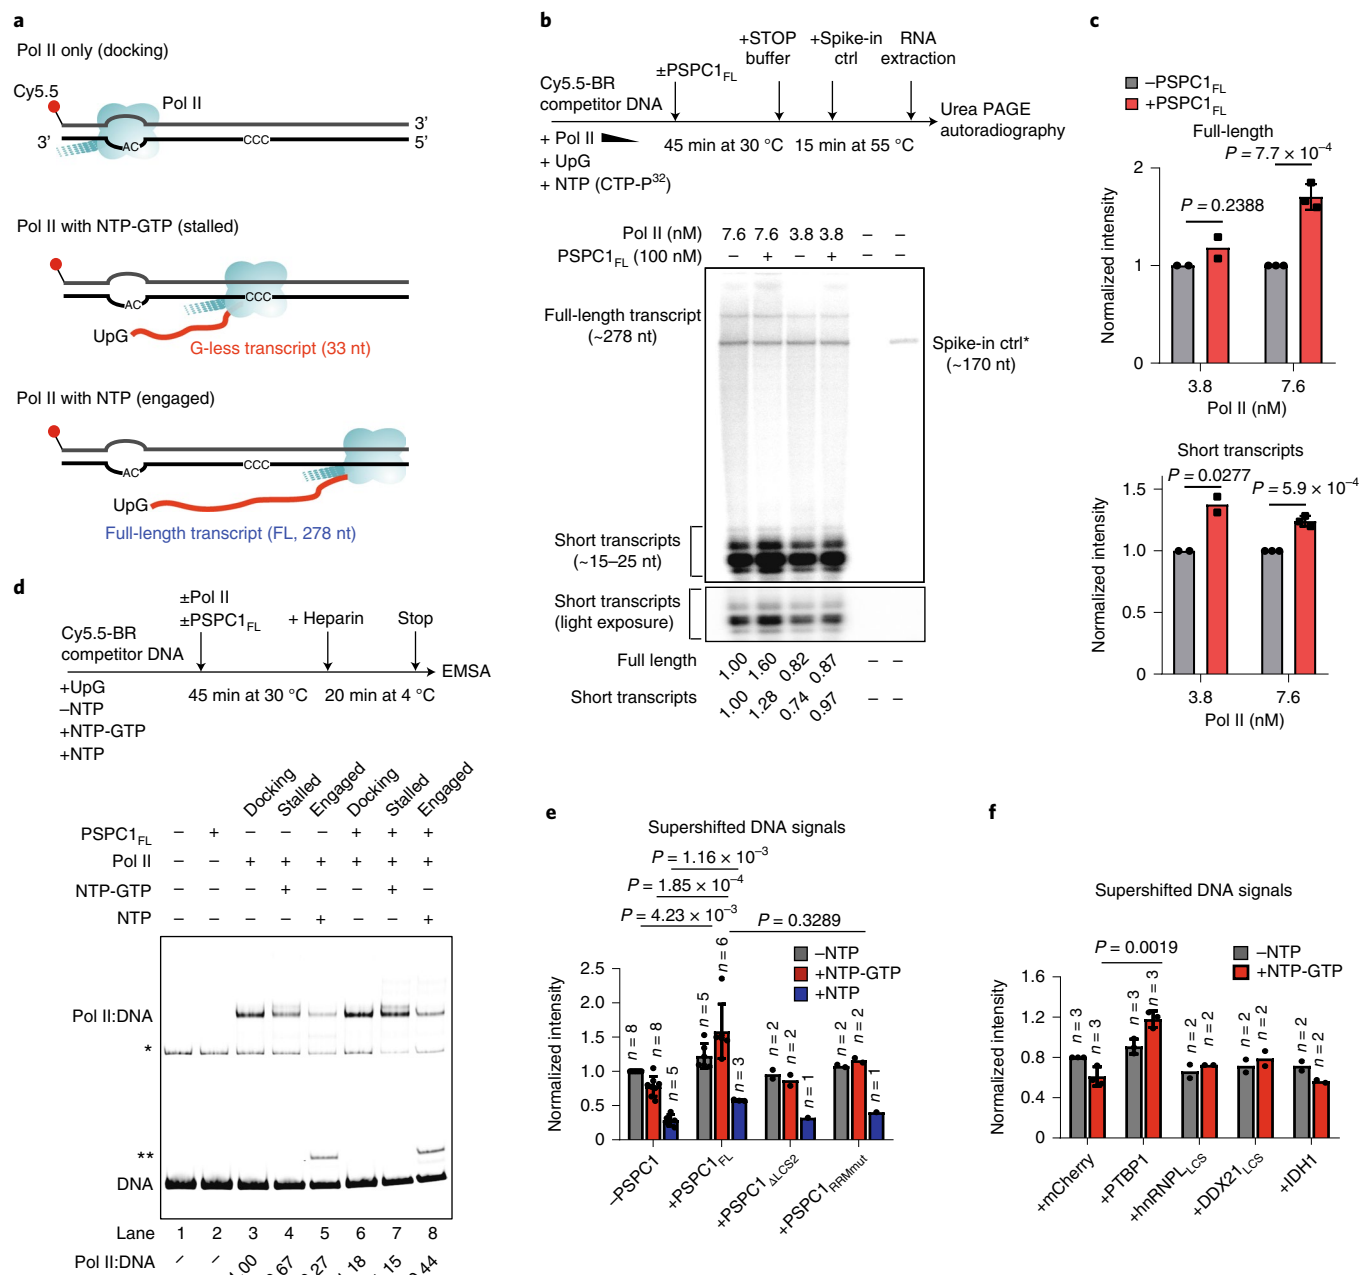 a
Pol II only (docking)
Cy5.5
Pol II
3′
3′
5′
AC
CCC
Pol II with NTP-GTP (stalled)
AC
CCC
UpG
G-less transcript (33 nt)
Pol II with NTP (engaged)
AC
CCC
UpG
Full-length transcript (FL, 278 nt)
b
+STOP buffer
+Spike-in ctrl
RNA extraction
±PSPC1FL
Cy5.5-BR competitor DNA
Urea PAGE autoradiography
+ Pol II
45 min at 30 °C
15 min at 55 °C
+ UpG
+ NTP (CTP-P32)
Pol II (nM) 7.6 7.6 3.8 3.8 – –
PSPC1FL (100 nM) – + – + – –
Full-length transcript (~278 nt)
Spike-in ctrl* (~170 nt)
Short transcripts (~15–25 nt)
Short transcripts (light exposure)
Full length 1.00 1.60 0.82 0.87 – –
Short transcripts 1.00 1.28 0.74 0.97 – –
c
–PSPC1FL
+PSPC1FL
Full-length
P = 7.7 × 10–4
P = 0.2388
Normalized intensity
2
1
0
3.8 7.6
Pol II (nM)
Short transcripts
P = 0.0277
P = 5.9 × 10–4
Normalized intensity
1.5
1.0
0.5
0
3.8 7.6
Pol II (nM)
d
±Pol II
±PSPC1FL
+ Heparin
Stop
Cy5.5-BR competitor DNA
EMSA
+UpG
–NTP
+NTP-GTP
+NTP
45 min at 30 °C
20 min at 4 °C
Docking Stalled Engaged Docking Stalled Engaged
PSPC1FL – + – – – + + +
Pol II – – + + + + + +
NTP-GTP – – – + – – + –
NTP – – – – + – – +
Pol II:DNA
*
**
DNA
Lane 1 2 3 4 5 6 7 8
Pol II:DNA – –
e
Supershifted DNA signals
P = 1.16 × 10–3
P = 1.85 × 10–4
P = 4.23 × 10–3
P = 0.3289
–NTP
+NTP-GTP
+NTP
Normalized intensity
2.5
2.0
1.5
1.0
0.5
0
n = 8
n = 8
n = 5
n = 5
n = 6
n = 3
n = 2
n = 2
n = 1
n = 2
n = 2
n = 1
–PSPC1
+PSPC1FL
+PSPC1ΔLCS2
+PSPC1RRMmut
f
Supershifted DNA signals
P = 0.0019
–NTP
+NTP-GTP
Normalized intensity
1.6
1.2
0.8
0.4
0
n = 3
n = 3
n = 3
n = 3
n = 2
n = 2
n = 2
n = 2
n = 2
n = 2
+mCherry
+PTBP1
+hnRNPLLCS
+DDX21LCS
+IDH1